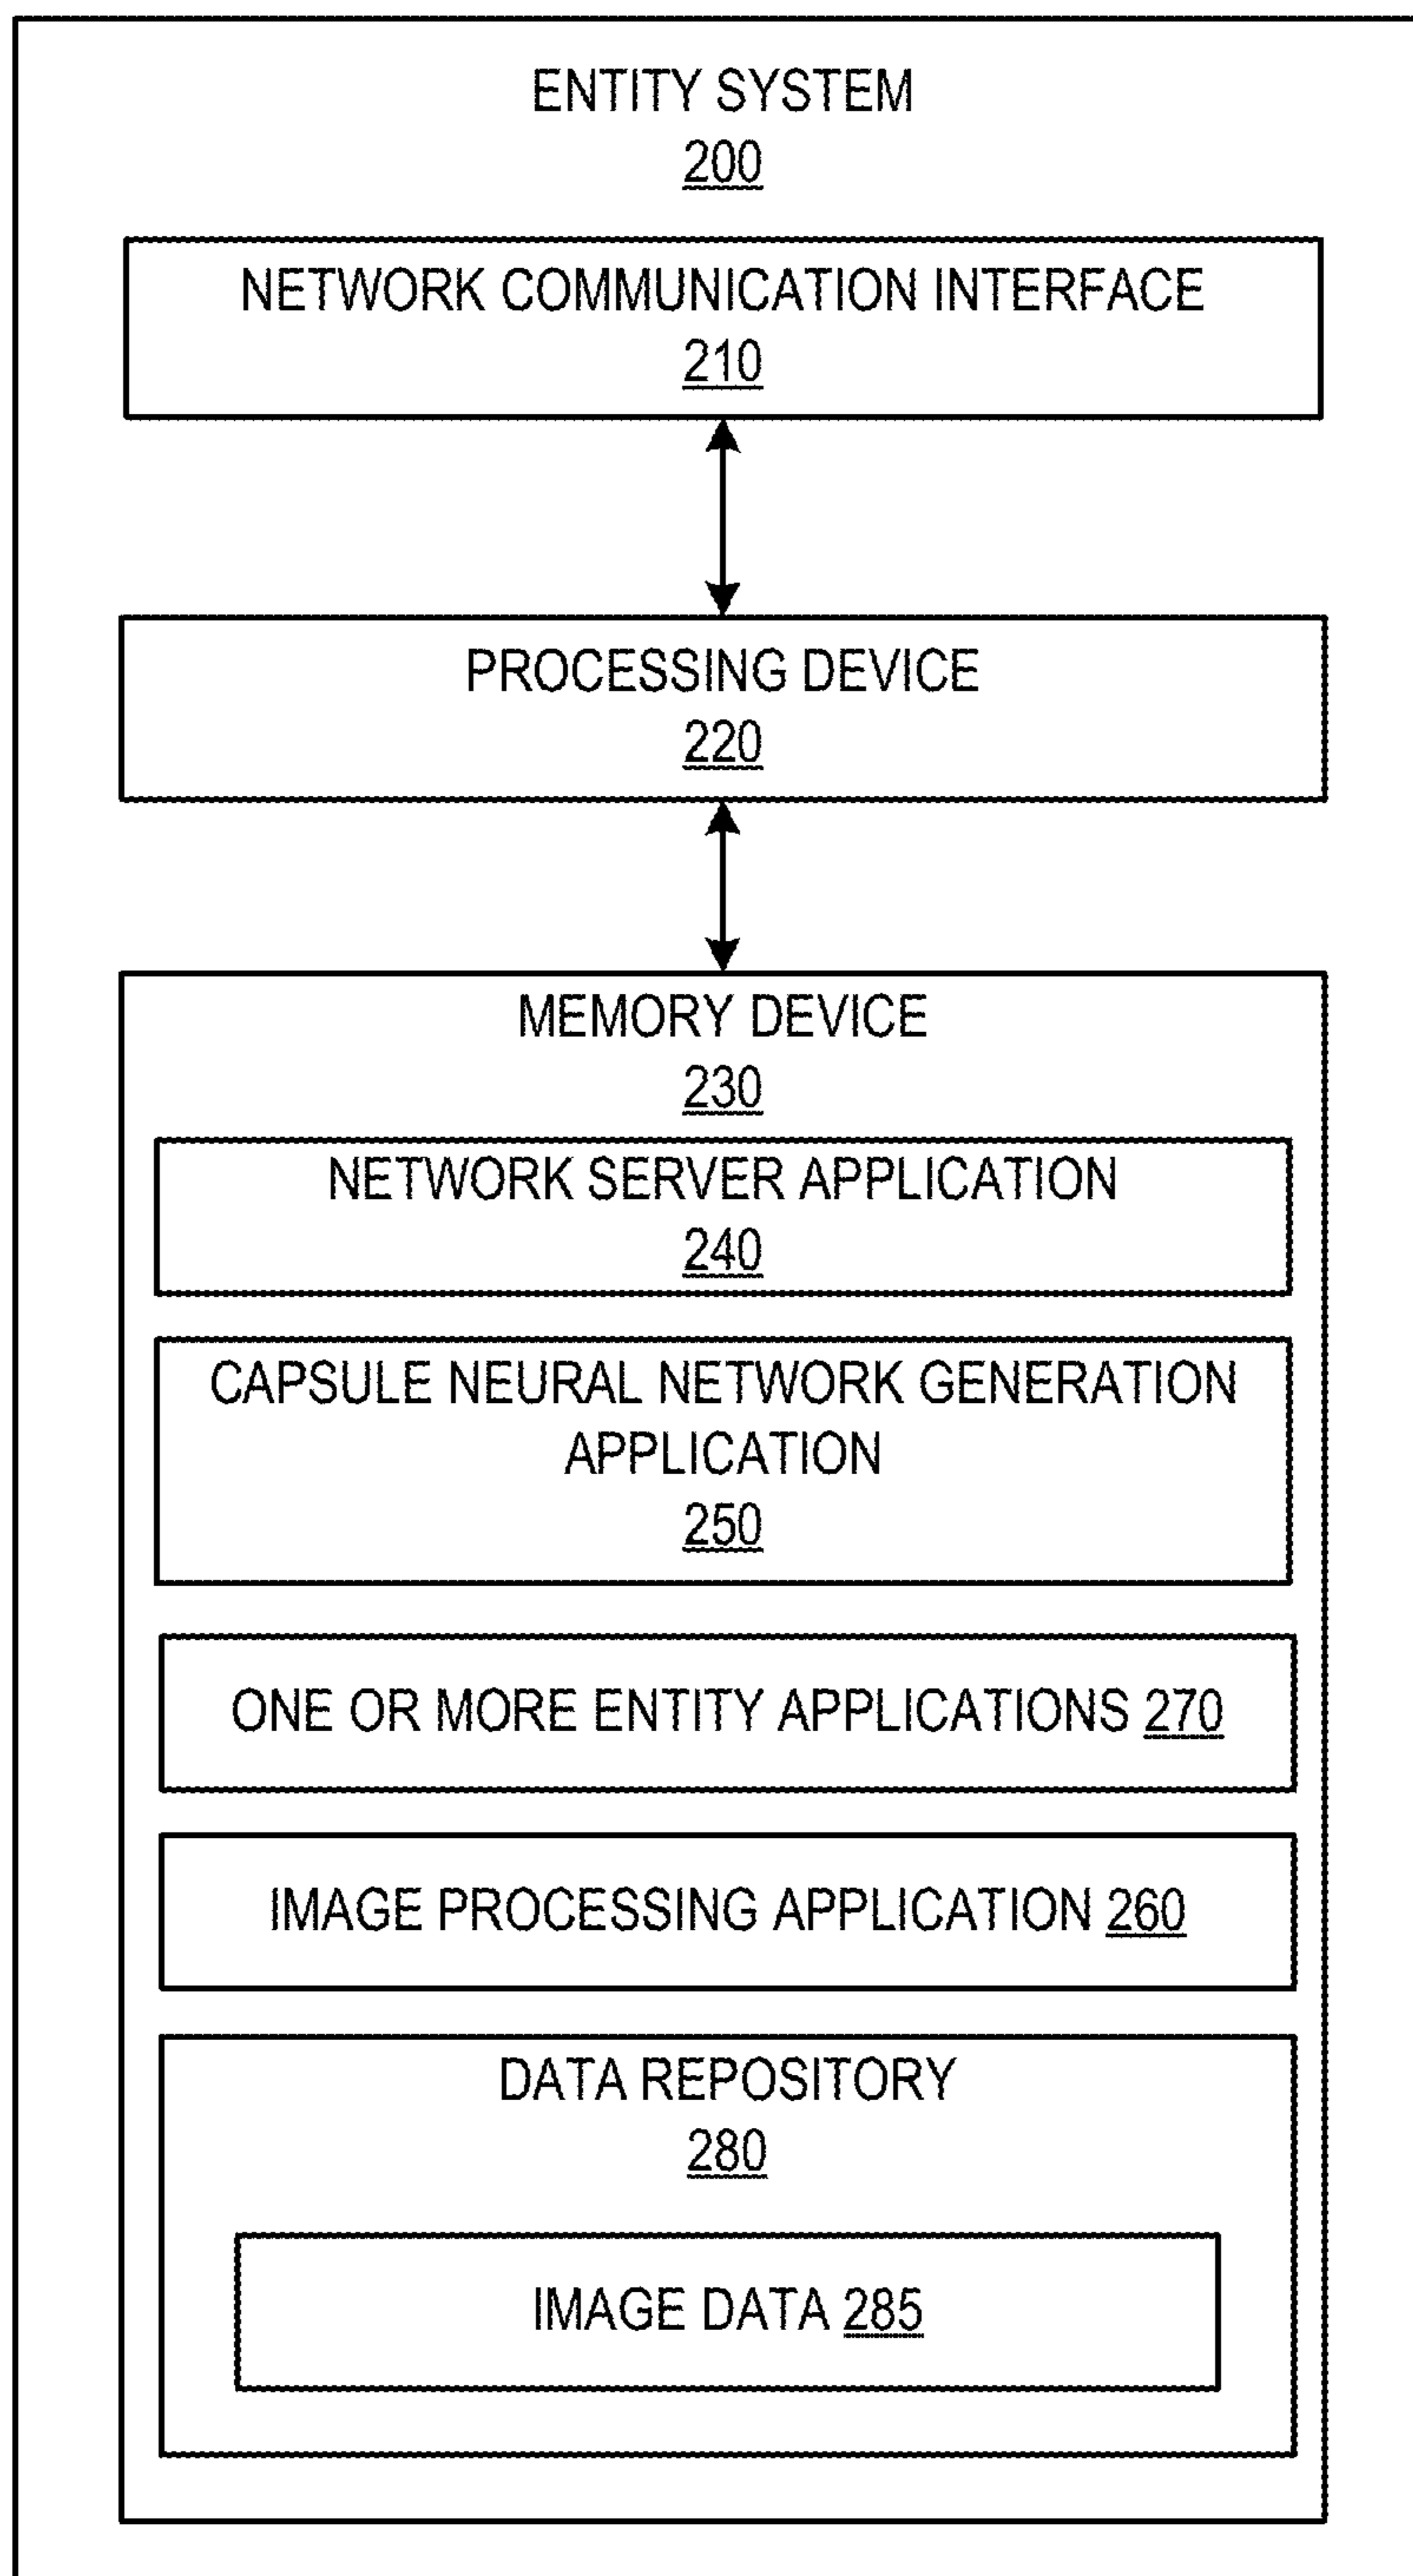 ENTITY SYSTEM
200
NETWORK COMMUNICATION INTERFACE
210
PROCESSING DEVICE
220
MEMORY DEVICE
230
NETWORK SERVER APPLICATION
240
CAPSULE NEURAL NETWORK GENERATION
APPLICATION
250
ONE OR MORE ENTITY APPLICATIONS 270
IMAGE PROCESSING APPLICATION 260
DATA REPOSITORY
280
IMAGE DATA 285